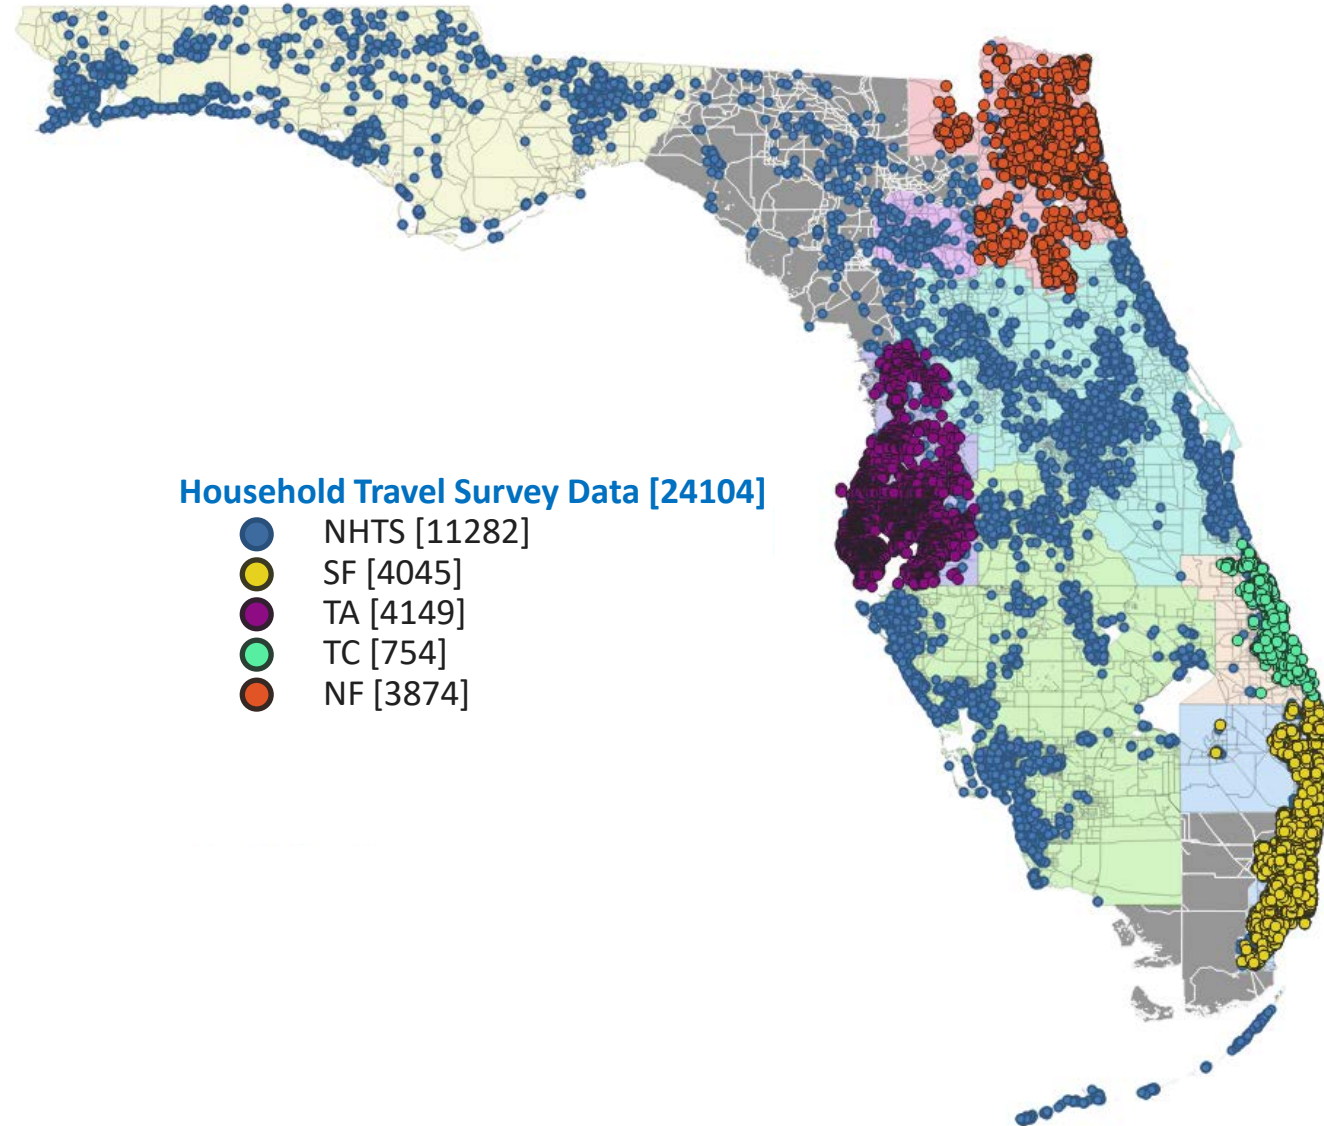 Household Travel Survey Data [24104]
NHTS [11282]
SF [4045]
TA [4149]
TC [754]
NF [3874]